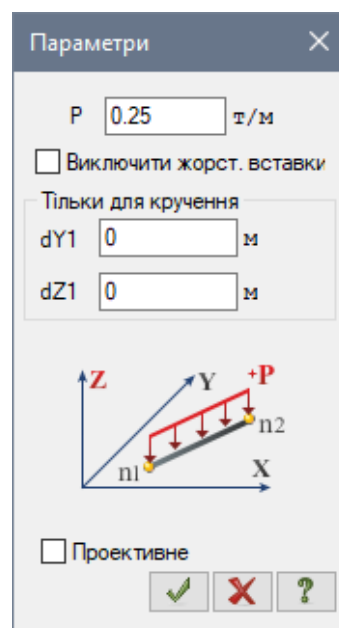 Параметри
P 0.25 т/м
Виключити жорст. вставки
Тільки для кручення
dY1 0 м
dZ1 0 м
Z Y +P
n1 n2
X
Проективне